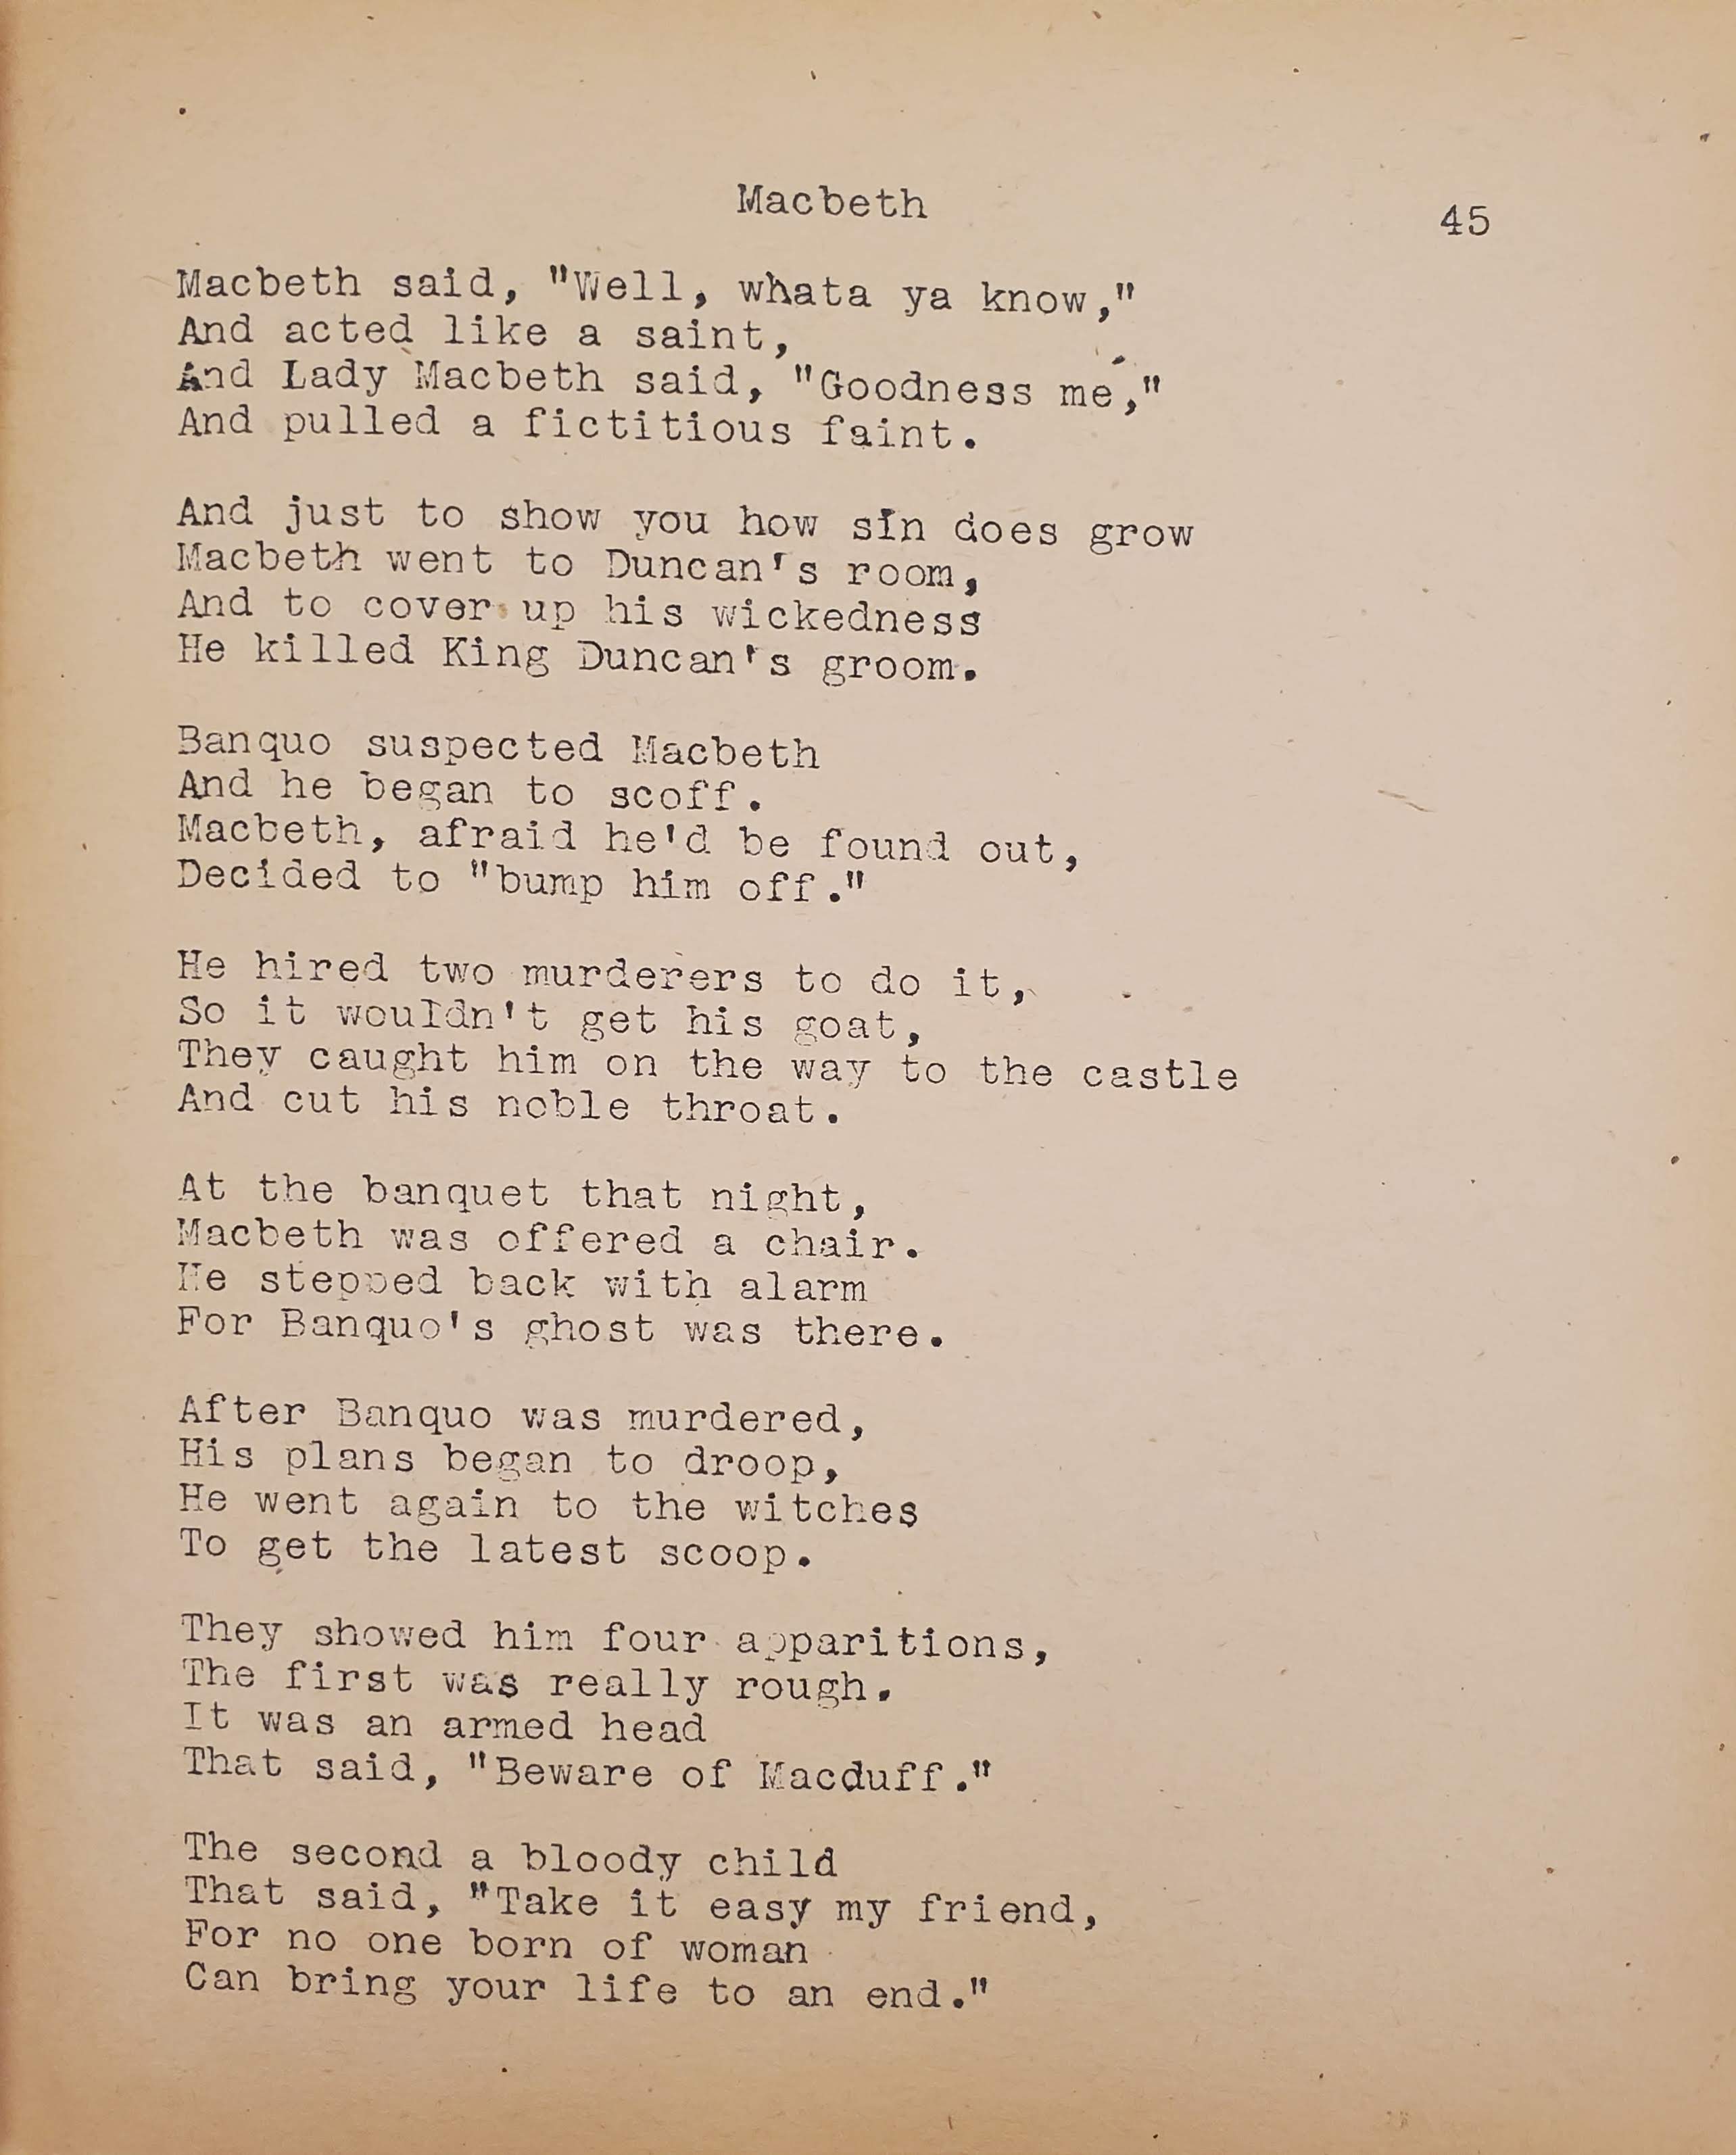 Macbeth
45
Macbeth said, "Well, whata ya know,"
And acted like a saint,
And Lady Macbeth said, "Goodness me,"
And pulled a fictitious faint.
And just to show you how sin does grow
Macbeth went to Duncan's room,
And to cover up his wickedness
He killed King Duncan's groom.
Banquo suspected Macbeth
And he began to scoff.
Macbeth, afraid he'd be found out,
Decided to "bump him off."
He hired two murderers to do it,
So it wouldn't get his goat,
They caught him on the way to the castle
And cut his noble throat.
At the banquet that night,
Macbeth was offered a chair.
He stepped back with alarm
For Banquo's ghost was there.
After Banquo was murdered,
His plans began to droop,
He went again to the witches
To get the latest scoop.
They showed him four apparitions,
The first was really rough.
It was an armed head
That said, "Beware of Macduff."
The second a bloody child
That said, "Take it easy my friend,
For no one born of woman
Can bring your life to an end."